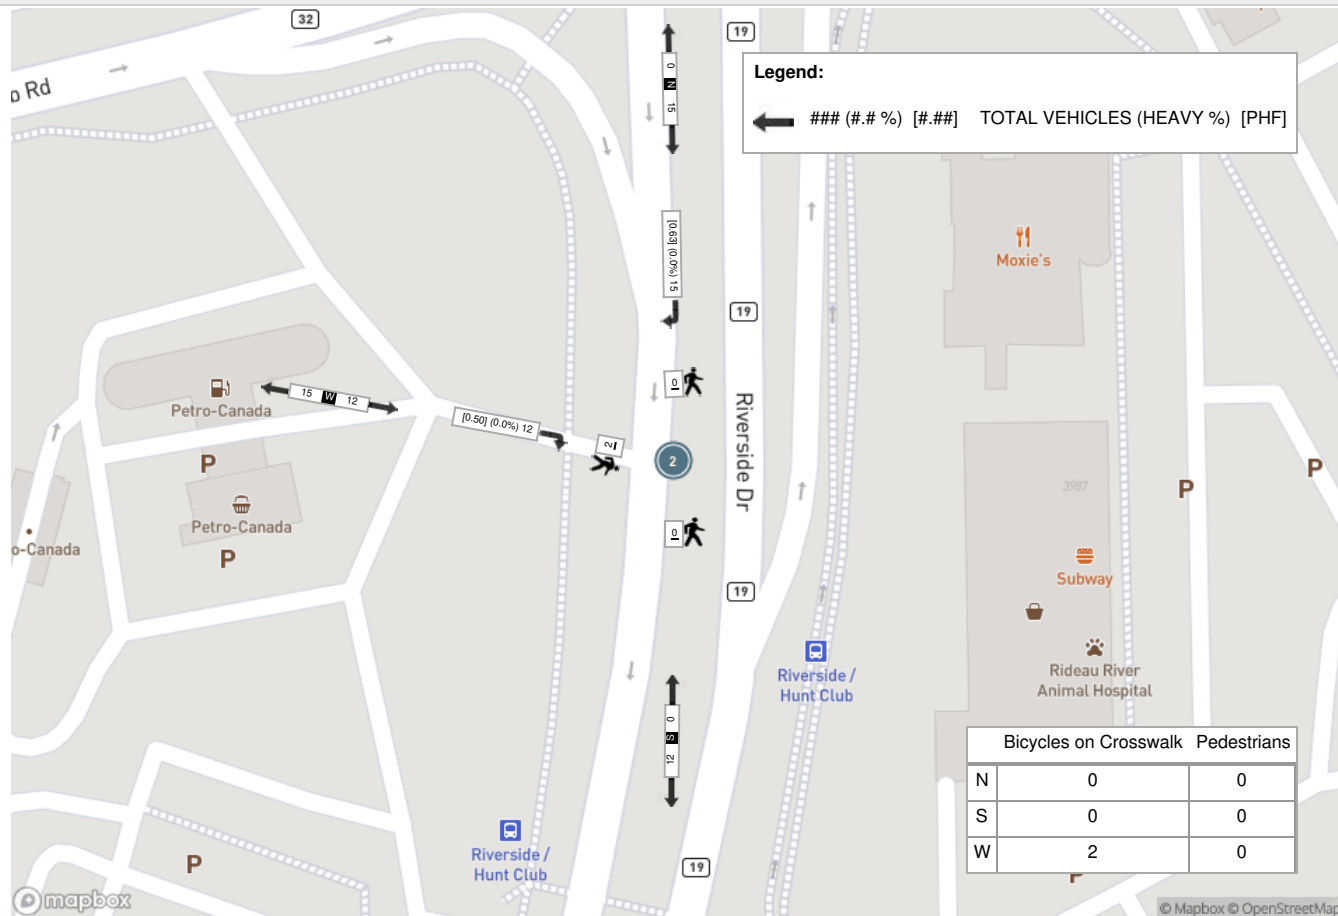 32
19
o Rd
0 N 15
Legend:
### (#.# %) [#.##] TOTAL VEHICLES (HEAVY %) [PHF]
[0.63] (0.0%) 15
Moxie's
19
0
Riverside Dr
15 W 12
Petro-Canada
[0.50] (0.0%) 12
2
2
P
P
P
3987
Petro-Canada
o-Canada
P
0
Subway
19
Riverside /
Hunt Club
Rideau River
Animal Hospital
0 S 12
Bicycles on Crosswalk Pedestrians
N 0 0
S 0 0
W 2 0
Riverside /
Hunt Club
19
P
P
mapbox
© Mapbox © OpenStreetMap